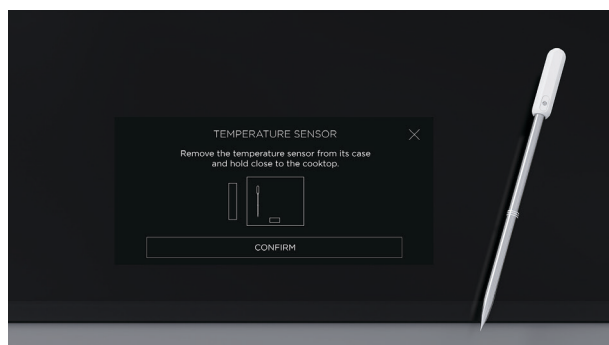 TEMPERATURE SENSOR
Remove the temperature sensor from its case
and hold close to the cooktop.
CONFIRM